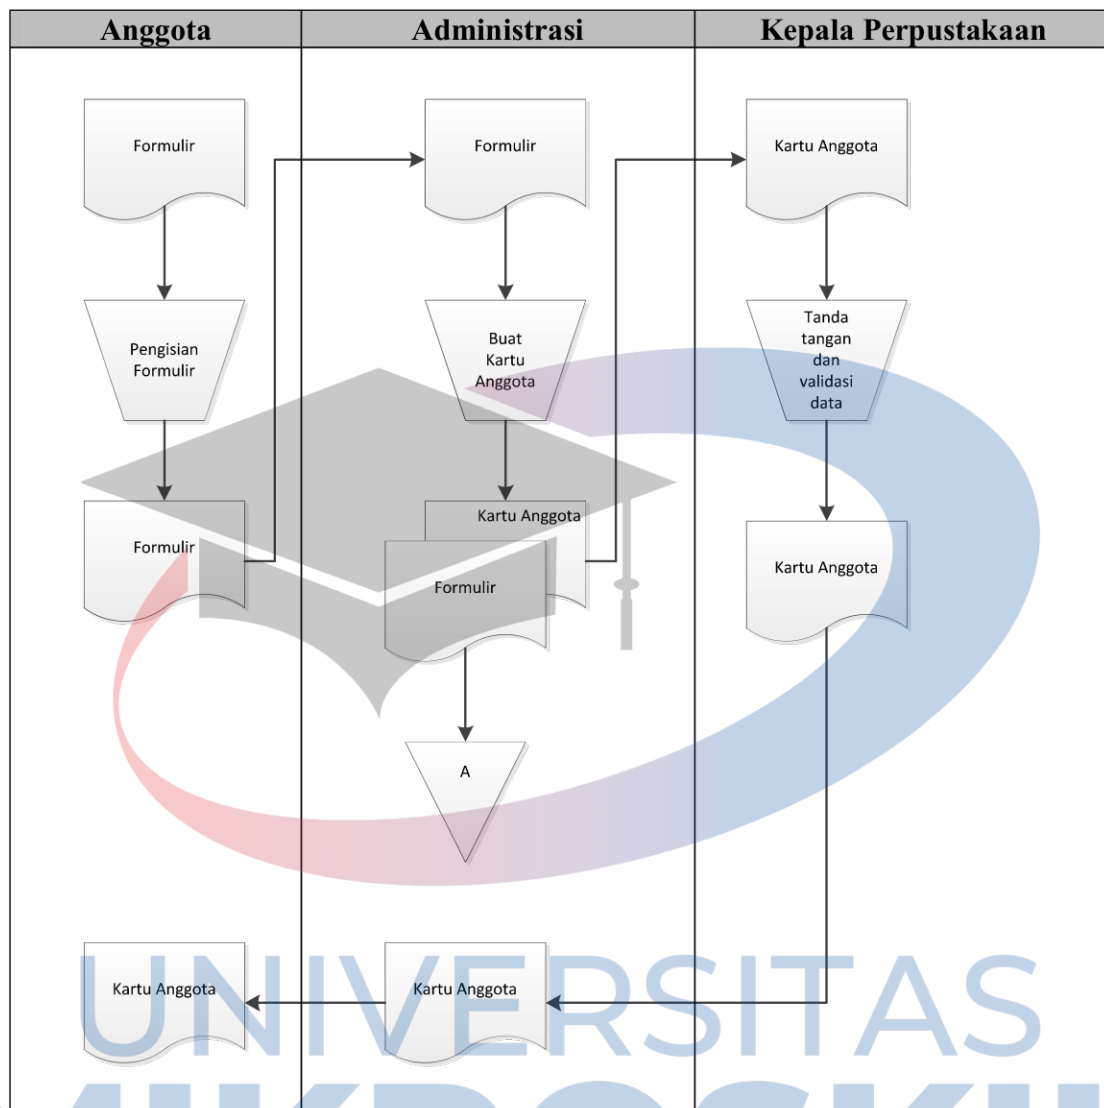 Anggota
Administrasi
Kepala Perpustakaan
Formulir
Formulir
Kartu Anggota
Pengisian
Formulir
Buat
Kartu
Anggota
Tanda
tangan
dan
validasi
data
Formulir
Kartu Anggota
Formulir
Kartu Anggota
A
Kartu Anggota
Kartu Anggota
UNIVERSITAS